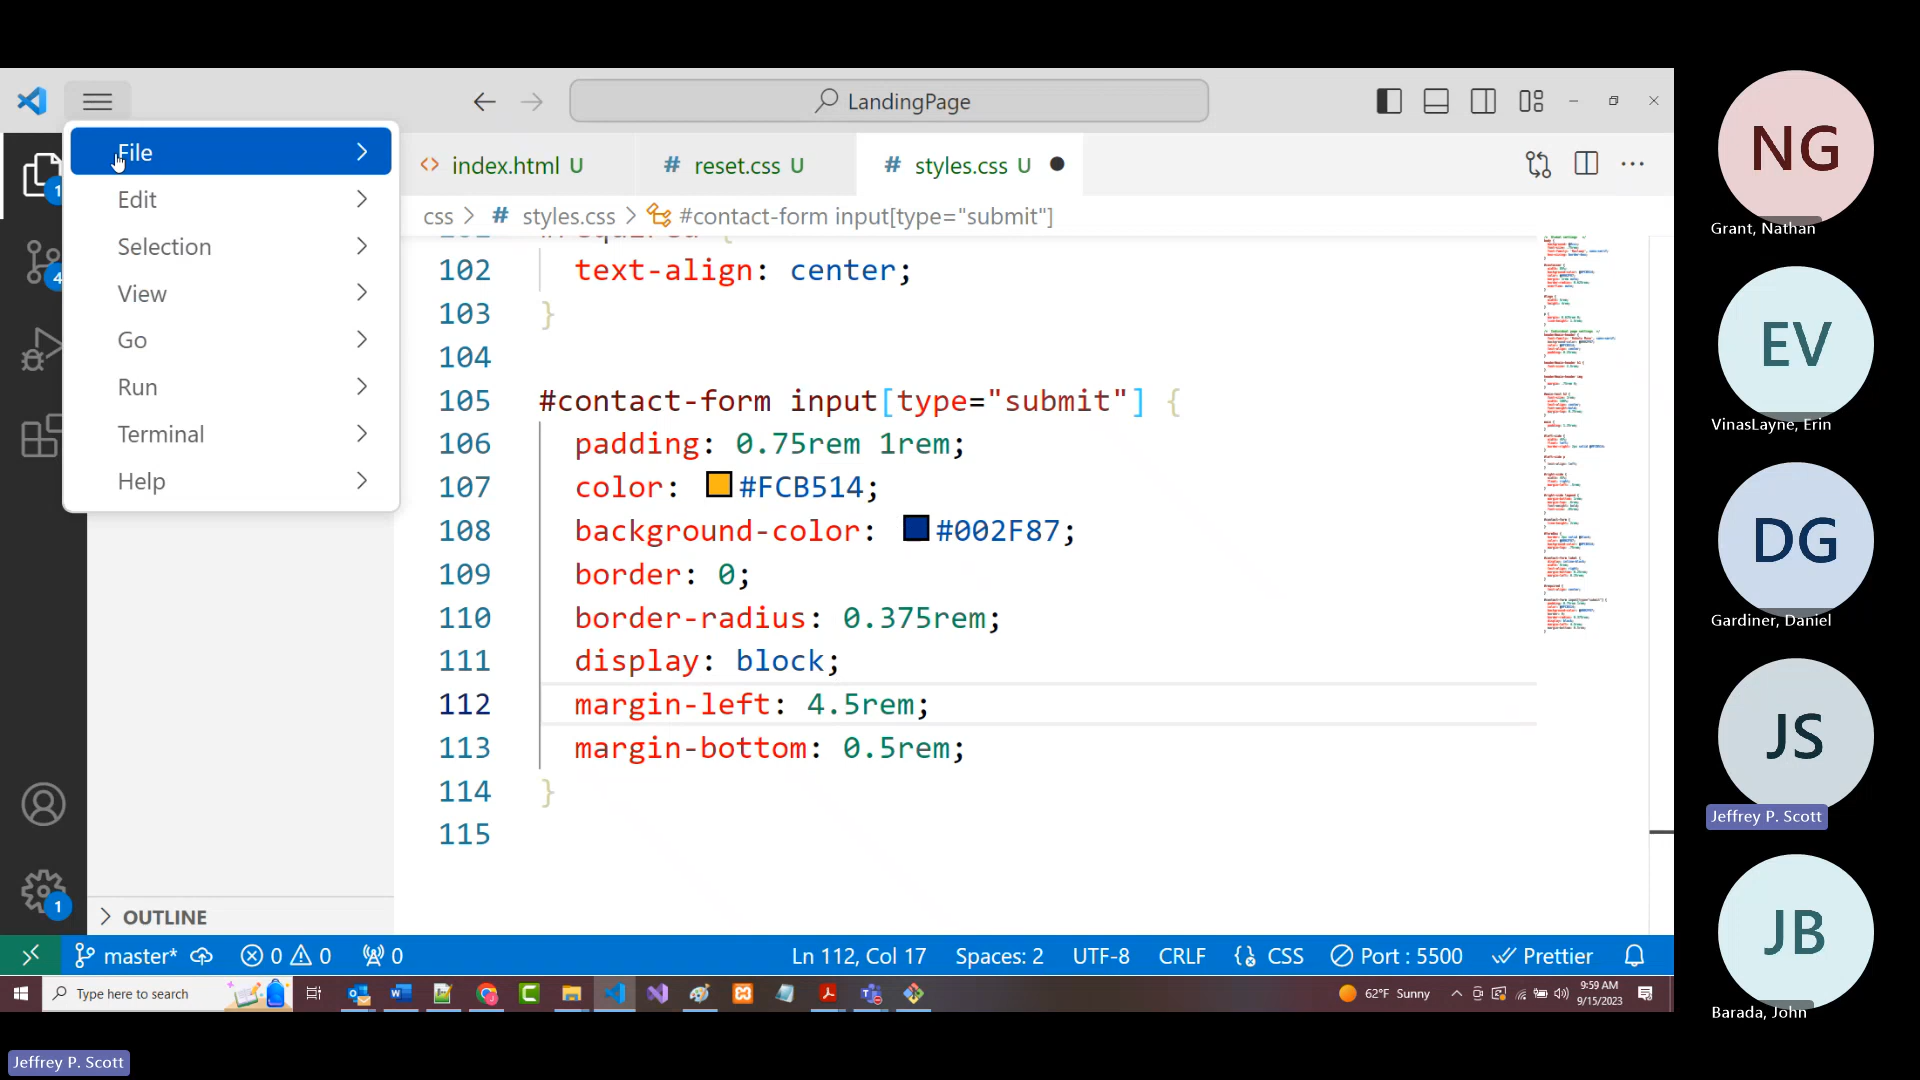 LandingPage
File
Edit
Selection
View
Go
Run
Terminal
Help
1
4
index.html U
# reset.css U
# styles.css U
css > # styles.css > #contact-form input[type="submit"]
102 text-align: center;
103 }
104
105 #contact-form input[type="submit"] {
106 padding: 0.75rem 1rem;
107 color: #FCB514;
108 background-color: #002F87;
109 border: 0;
110 border-radius: 0.375rem;
111 display: block;
112 margin-left: 4.5rem;
113 margin-bottom: 0.5rem;
114 }
115
1
OUTLINE
master* 0 0 0 Ln 112, Col 17 Spaces: 2 UTF-8 CRLF CSS Port : 5500 Prettier
Type here to search
62°F Sunny
9:59 AM
9/15/2023
NG
Grant, Nathan
EV
VinasLayne, Erin
DG
Gardiner, Daniel
JS
Jeffrey P. Scott
JB
Barada, John
Jeffrey P. Scott